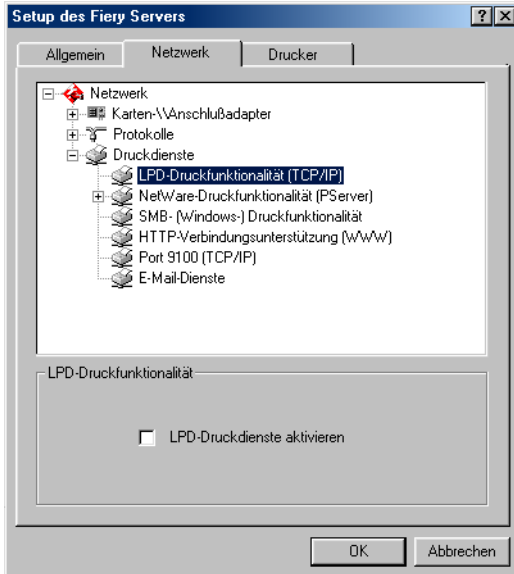 Setup des Fiery Servers
Allgemein
Netzwerk
Drucker
Netzwerk
Karten-\\Anschlußadapter
Protokolle
Druckdienste
LPD-Druckfunktionalität (TCP/IP)
NetWare-Druckfunktionalität (PServer)
SMB- (Windows-) Druckfunktionalität
HTTP-Verbindungsunterstützung (WWW)
Port 9100 (TCP/IP)
E-Mail-Dienste
LPD-Druckfunktionalität
LPD-Druckdienste aktivieren
OK
Abbrechen